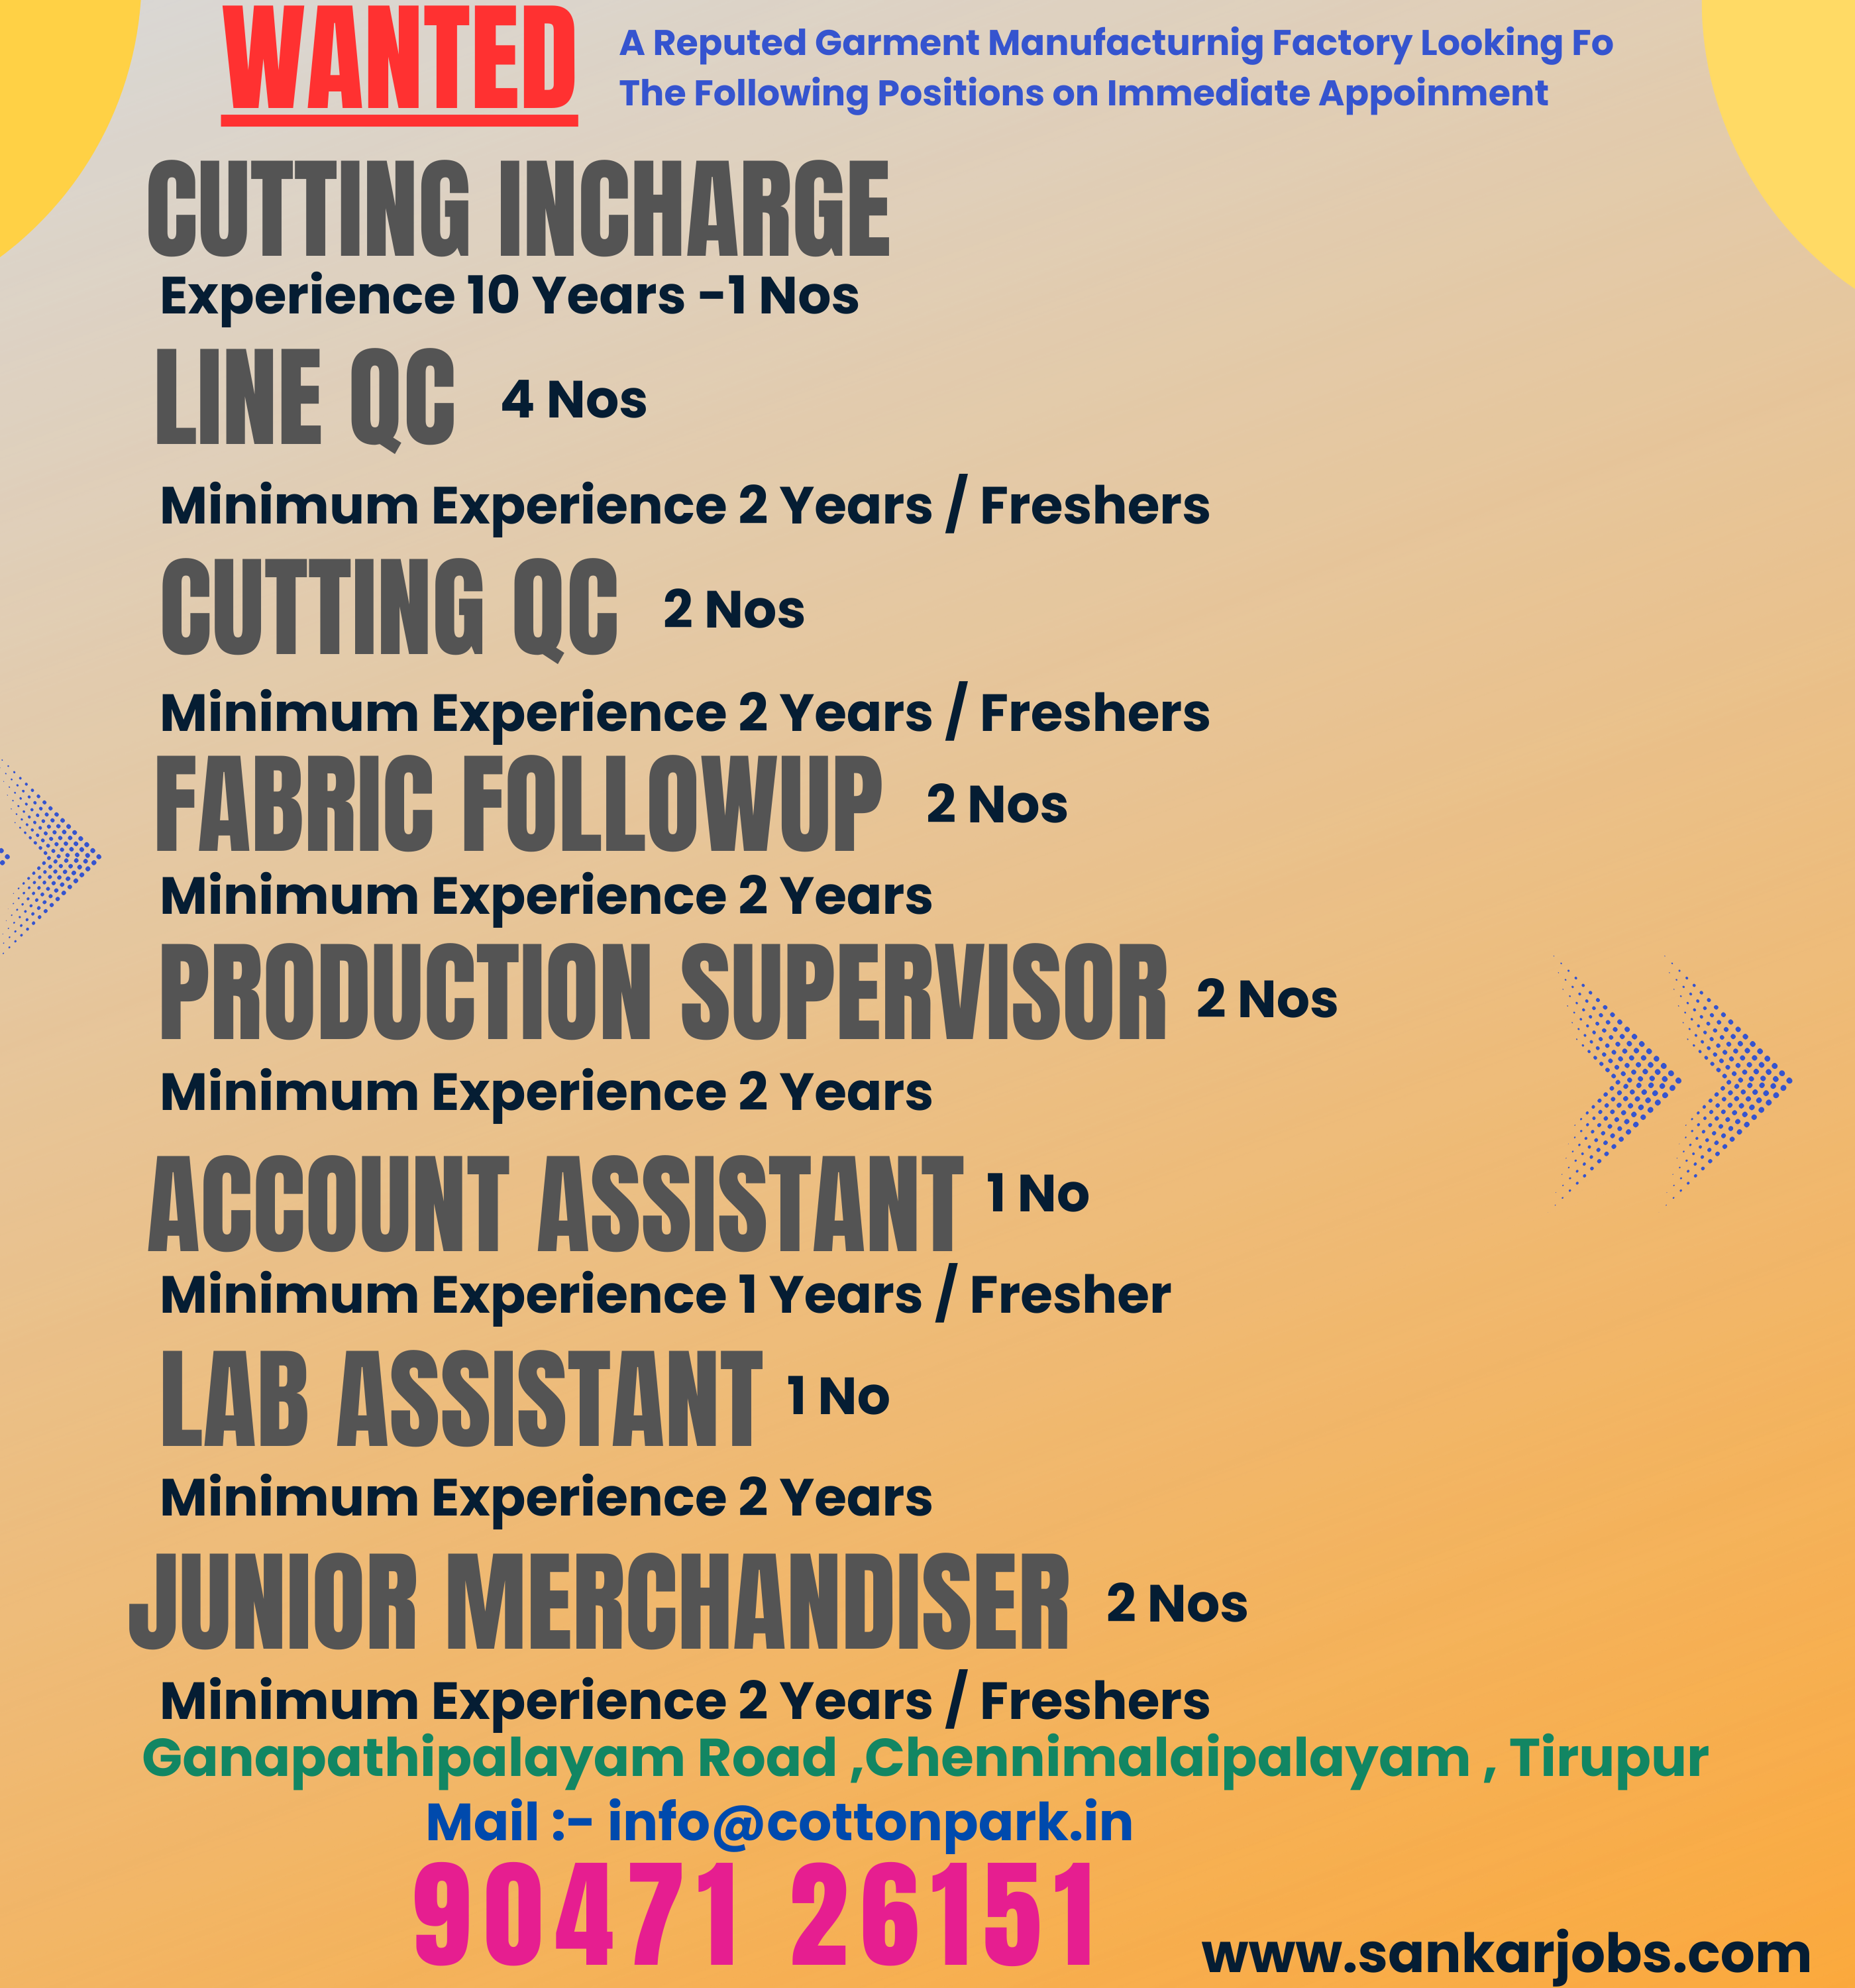 WANTED
A Reputed Garment Manufacturnig Factory Looking Fo
The Following Positions on Immediate Appoinment
CUTTING INCHARGE
Experience 10 Years -1 Nos
LINE QC 4 Nos
Minimum Experience 2 Years / Freshers
CUTTING QC 2 Nos
Minimum Experience 2 Years / Freshers
FABRIC FOLLOWUP 2 Nos
Minimum Experience 2 Years
PRODUCTION SUPERVISOR 2 Nos
Minimum Experience 2 Years
ACCOUNT ASSISTANT 1 No
Minimum Experience 1 Years / Fresher
LAB ASSISTANT 1 No
Minimum Experience 2 Years
JUNIOR MERCHANDISER 2 Nos
Minimum Experience 2 Years / Freshers
Ganapathipalayam Road ,Chennimalaipalayam , Tirupur
Mail :- info@cottonpark.in
90471 26151
www.sankarjobs.com